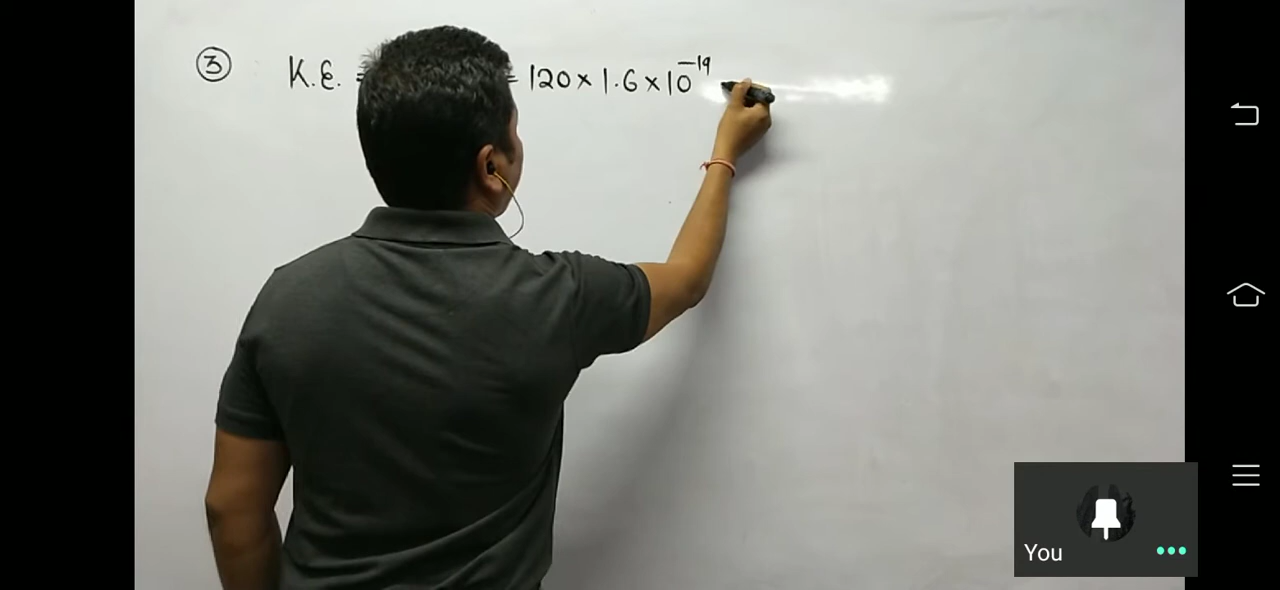 ③ K.E. = = 120 × 1.6 × 10⁻¹⁹
You